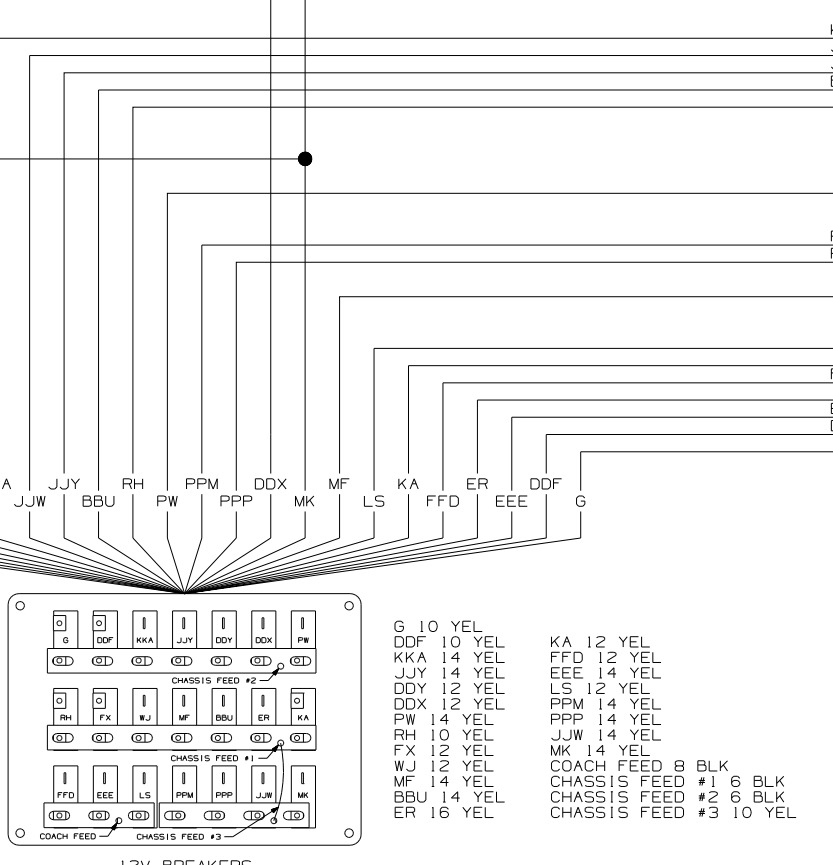 A JJY RH PPM DDX MF KA ER DDF
JJW BBU PW PPP MK LS FFD EEE G
G DDF KKA JJY DDY DDX PW
CHASSIS FEED #2
RH FX WJ MF BBU ER KA
CHASSIS FEED #1
FFD EEE LS PPM PPP JJW MK
COACH FEED CHASSIS FEED #3
12V BREAKERS
G 10 YEL
DDF 10 YEL
KKA 14 YEL
JJY 14 YEL
DDY 12 YEL
DDX 12 YEL
PW 14 YEL
RH 10 YEL
FX 12 YEL
WJ 12 YEL
MF 14 YEL
BBU 14 YEL
ER 16 YEL
KA 12 YEL
FFD 12 YEL
EEE 14 YEL
LS 12 YEL
PPM 14 YEL
PPP 14 YEL
JJW 14 YEL
MK 14 YEL
COACH FEED 8 BLK
CHASSIS FEED #1 6 BLK
CHASSIS FEED #2 6 BLK
CHASSIS FEED #3 10 YEL